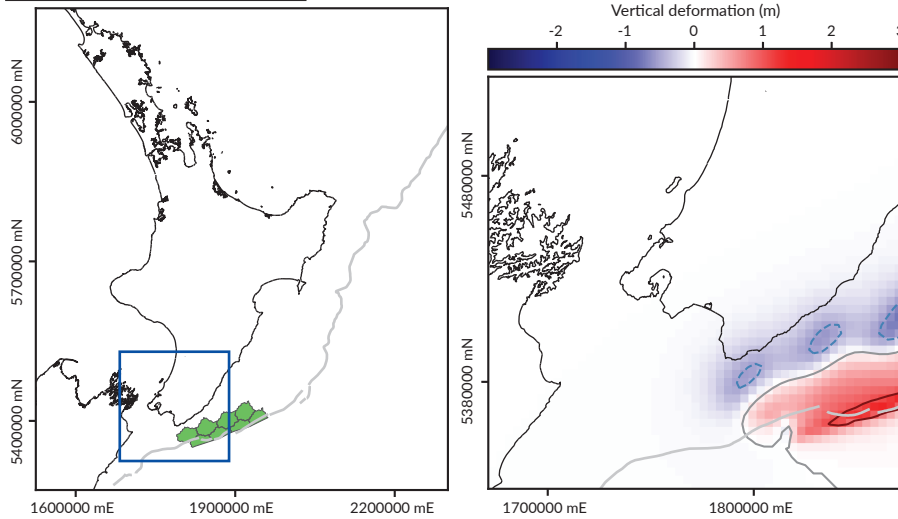 Vertical deformation (m)
-2 -1 0 1 2 3
6000000 mN
5700000 mN
5400000 mN
1600000 mE 1900000 mE 2200000 mE
5480000 mN
5380000 mN
1700000 mE 1800000 mE